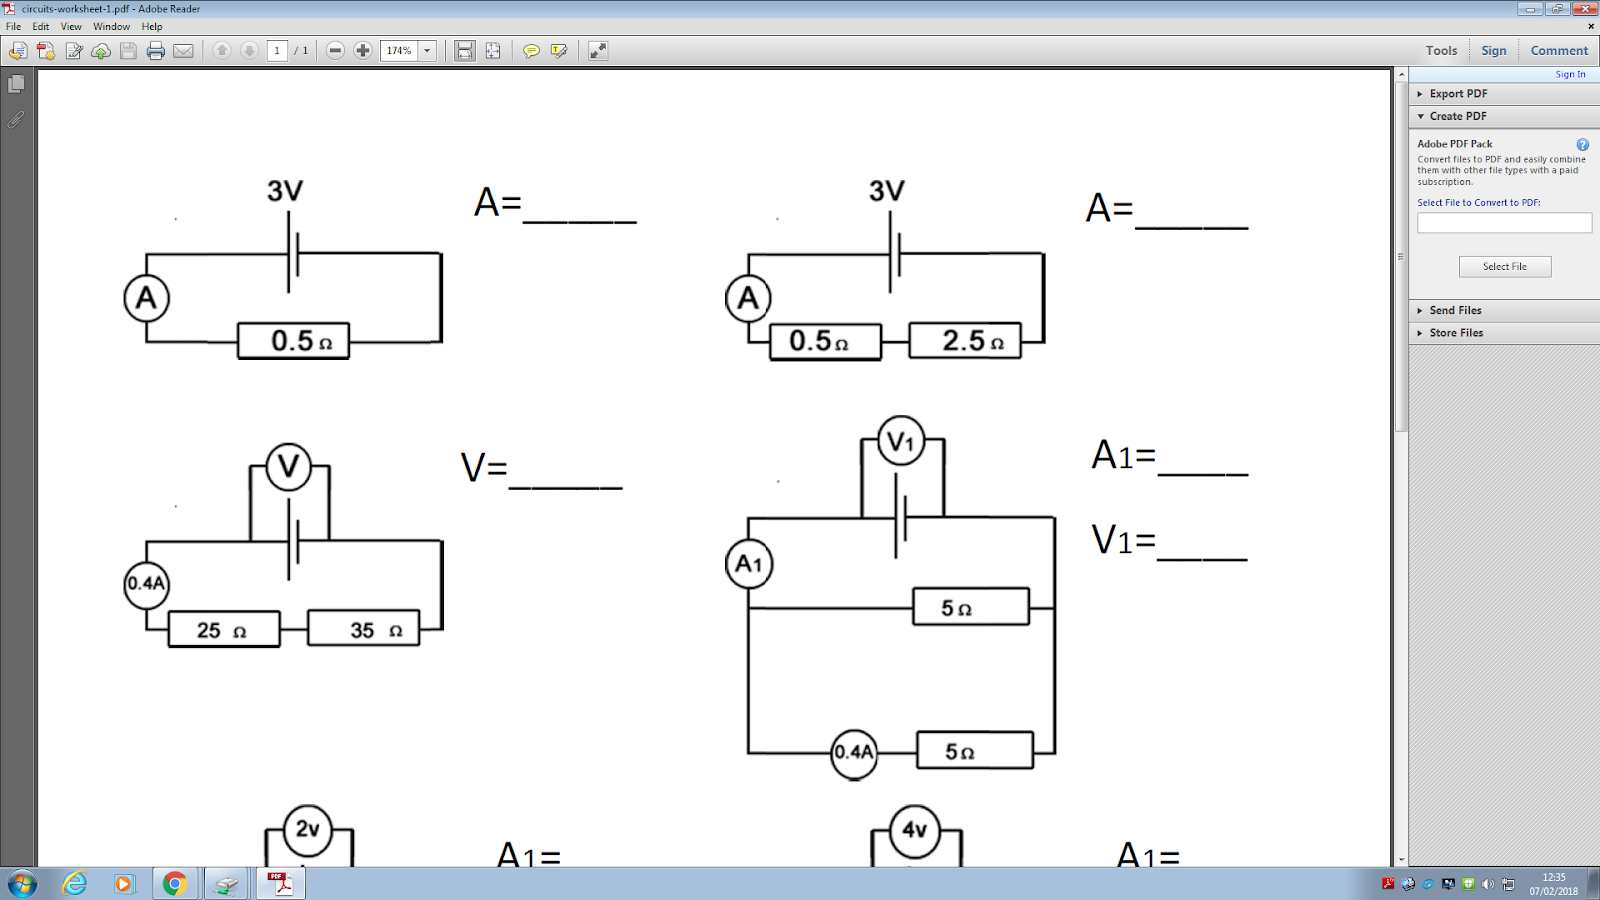 circuits-worksheet-1.pdf - Adobe Reader
File Edit View Window Help
1 / 1 174% Tools Sign Comment
Sign In
Export PDF
Create PDF
Adobe PDF Pack
Convert files to PDF and easily combine
them with other file types with a paid
subscription.
Select File to Convert to PDF:
Select File
Send Files
Store Files
3V
A=_____
A
0.5 Ω
3V
A=_____
A
0.5 Ω 2.5 Ω
V
V=_____
0.4A
25 Ω 35 Ω
V1
A1=____
V1=____
A1
5 Ω
0.4A 5 Ω
2v
A1=
4v
A1=
12:35
07/02/2018